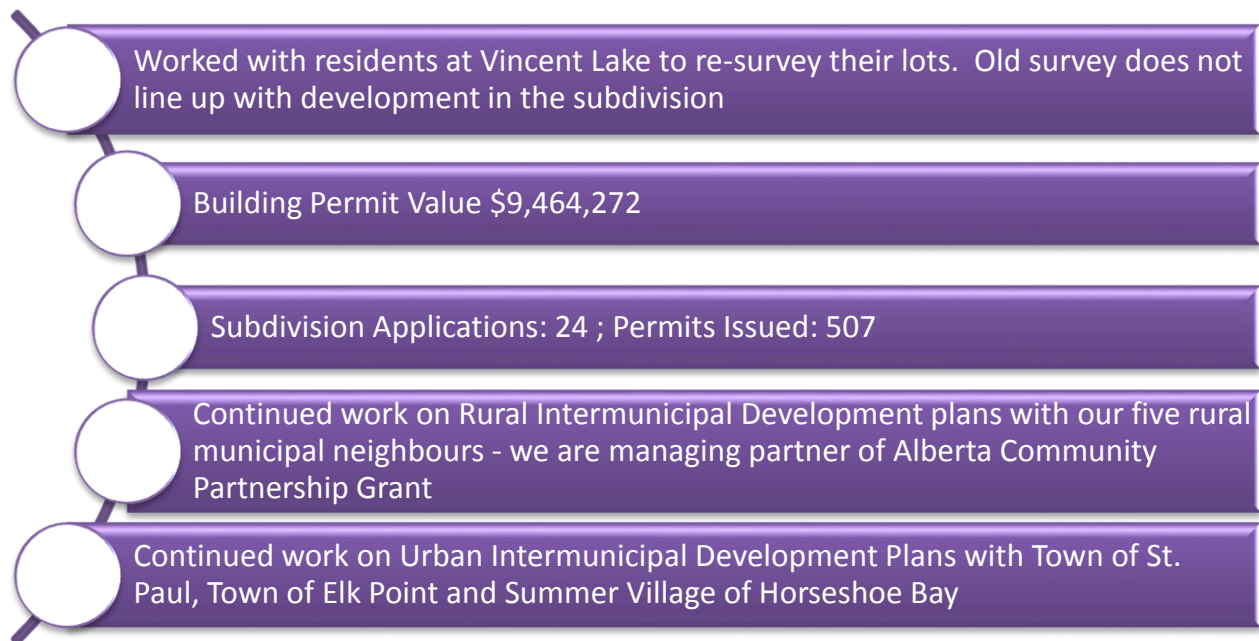 Worked with residents at Vincent Lake to re-survey their lots.  Old survey does not
line up with development in the subdivision
Building Permit Value $9,464,272
Subdivision Applications: 24 ; Permits Issued: 507
Continued work on Rural Intermunicipal Development plans with our five rural
municipal neighbours - we are managing partner of Alberta Community
Partnership Grant
Continued work on Urban Intermunicipal Development Plans with Town of St.
Paul, Town of Elk Point and Summer Village of Horseshoe Bay